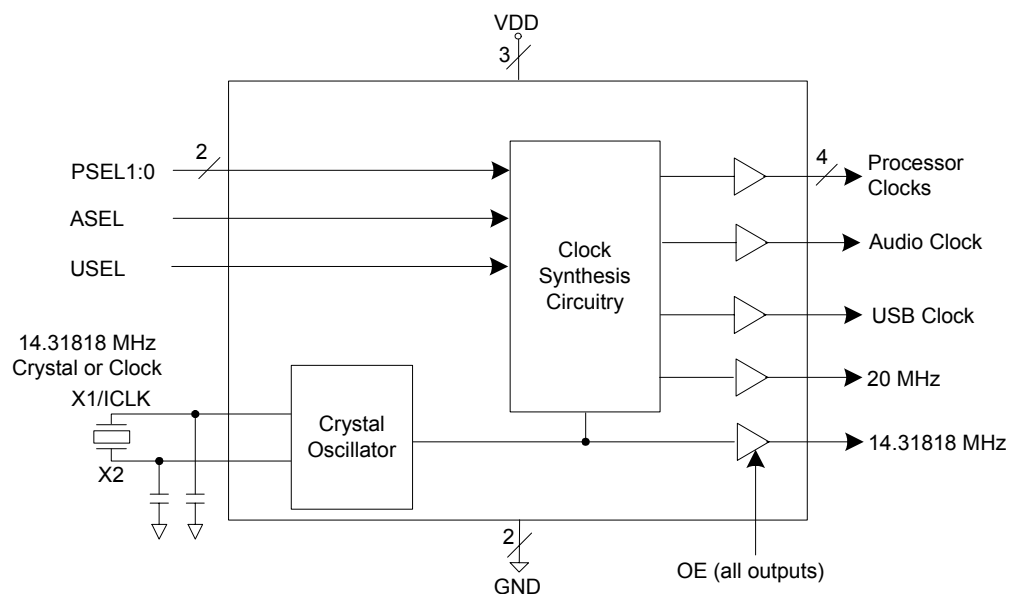 VDD
3
PSEL1:0
2
ASEL
USEL
Clock
Synthesis
Circuitry
4
Processor
Clocks
Audio Clock
USB Clock
20 MHz
14.31818 MHz
14.31818 MHz
Crystal or Clock
X1/ICLK
X2
Crystal
Oscillator
2
GND
OE (all outputs)